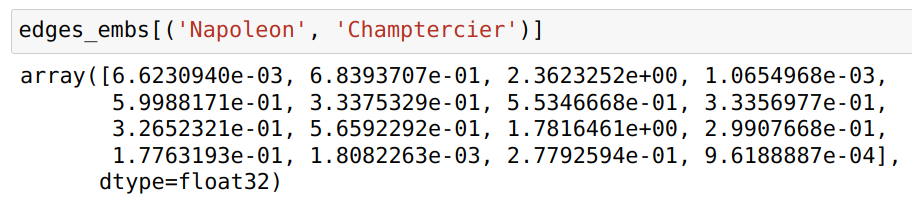 edges_embs[('Napoleon', 'Champtercier')]
array([6.6230940e-03, 6.8393707e-01, 2.3623252e+00, 1.0654968e-03,
5.9988171e-01, 3.3375329e-01, 5.5346668e-01, 3.3356977e-01,
3.2652321e-01, 5.6592292e-01, 1.7816461e+00, 2.9907668e-01,
1.7763193e-01, 1.8082263e-03, 2.7792594e-01, 9.6188887e-04],
dtype=float32)